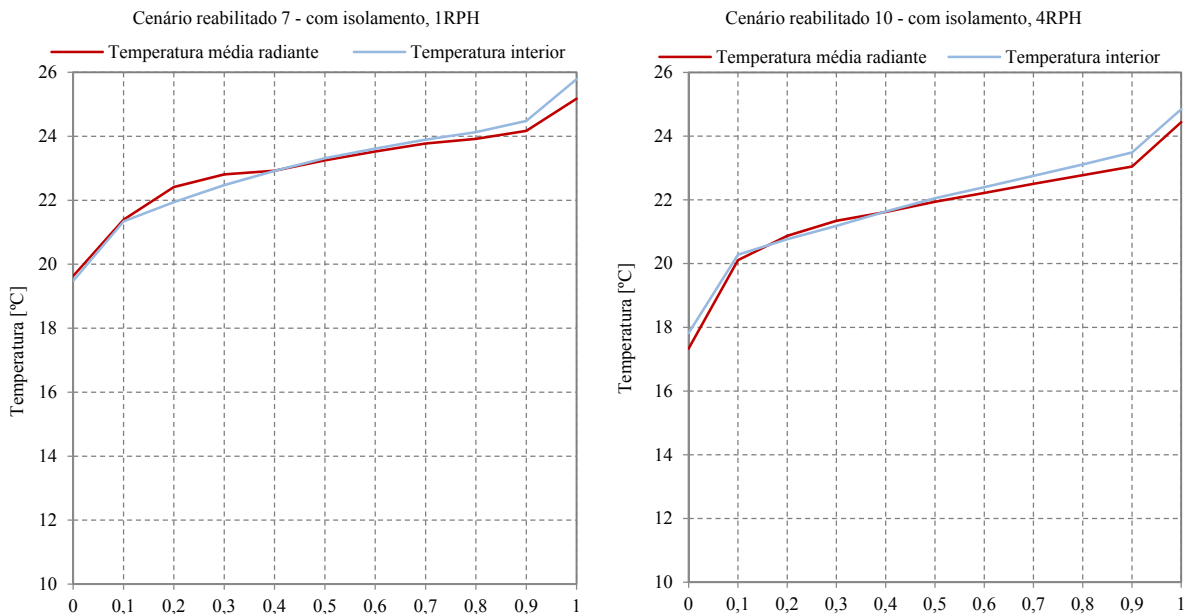 Cenário reabilitado 7 - com isolamento, 1RPH
Temperatura média radiante
Temperatura interior
26
24
22
20
18
16
14
12
10
Temperatura [ºC]
0 0,1 0,2 0,3 0,4 0,5 0,6 0,7 0,8 0,9 1
Cenário reabilitado 10 - com isolamento, 4RPH
Temperatura média radiante
Temperatura interior
26
24
22
20
18
16
14
12
10
Temperatura [ºC]
0 0,1 0,2 0,3 0,4 0,5 0,6 0,7 0,8 0,9 1